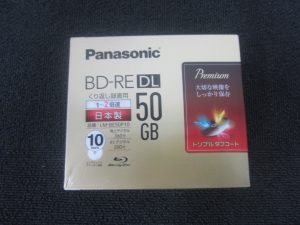 Panasonic
BD-RE DL
くり返し録画用
1~2倍速
日本製
50
GB
10
Premium
大切な映像を
しっかり保存
トリプルタフコート
Blu-ray